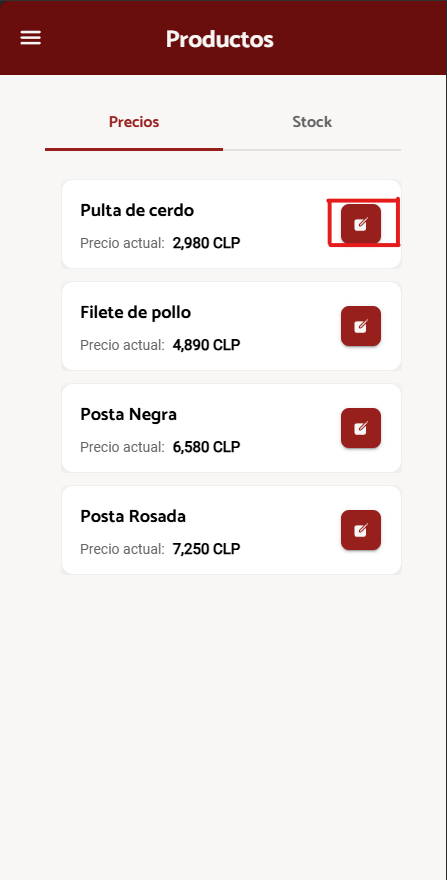 Productos
Precios
Stock
Pulta de cerdo
Precio actual: 2,980 CLP
Filete de pollo
Precio actual: 4,890 CLP
Posta Negra
Precio actual: 6,580 CLP
Posta Rosada
Precio actual: 7,250 CLP